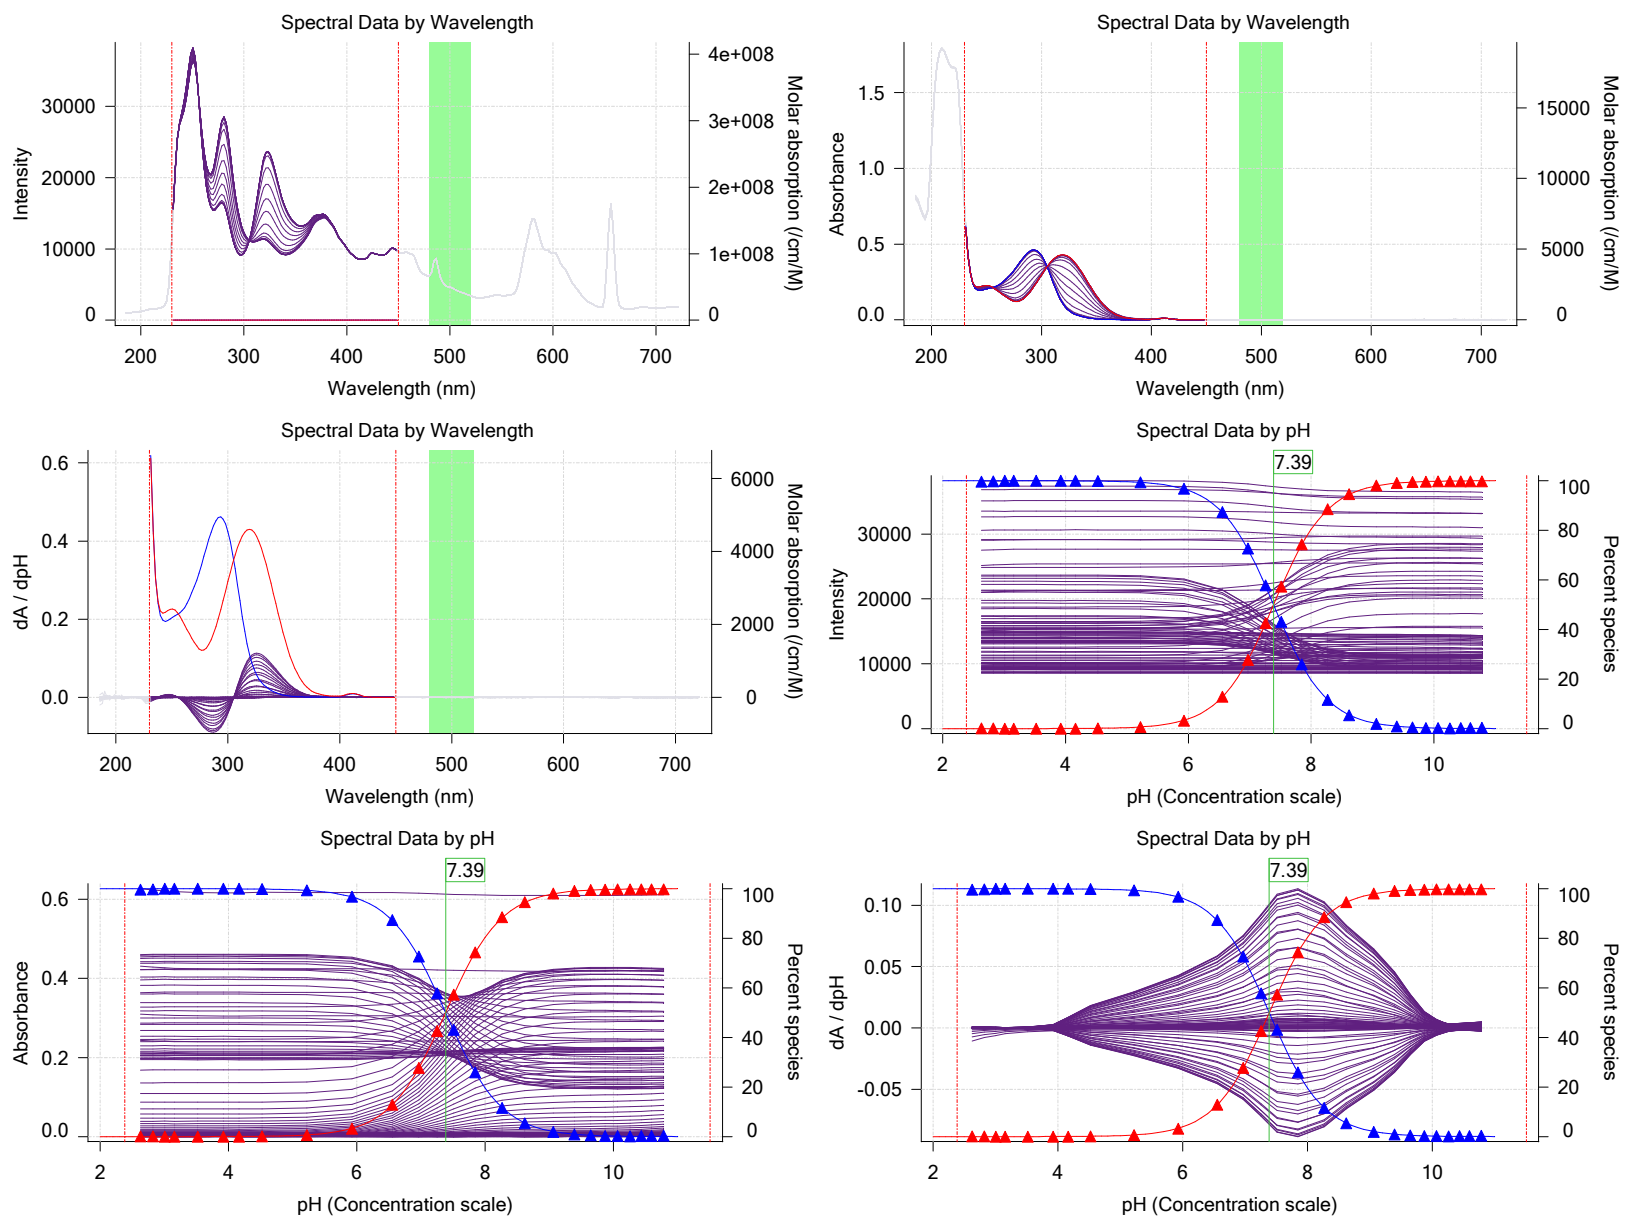 Spectral Data by Wavelength
Intensity
30000
20000
10000
0
4e+008
3e+008
2e+008
1e+008
0
Molar absorption (/cm/M)
200 300 400 500 600 700
Wavelength (nm)
Spectral Data by Wavelength
Absorbance
1.5
1.0
0.5
0.0
15000
10000
5000
0
Molar absorption (/cm/M)
200 300 400 500 600 700
Wavelength (nm)
Spectral Data by Wavelength
dA / dpH
0.6
0.4
0.2
0.0
6000
4000
2000
0
Molar absorption (/cm/M)
200 300 400 500 600 700
Wavelength (nm)
Spectral Data by pH
7.39
Intensity
30000
20000
10000
0
100
80
60
40
20
0
Percent species
2 4 6 8 10
pH (Concentration scale)
Spectral Data by pH
7.39
Absorbance
0.6
0.4
0.2
0.0
100
80
60
40
20
0
Percent species
2 4 6 8 10
pH (Concentration scale)
Spectral Data by pH
7.39
dA / dpH
0.10
0.05
0.00
-0.05
100
80
60
40
20
0
Percent species
2 4 6 8 10
pH (Concentration scale)